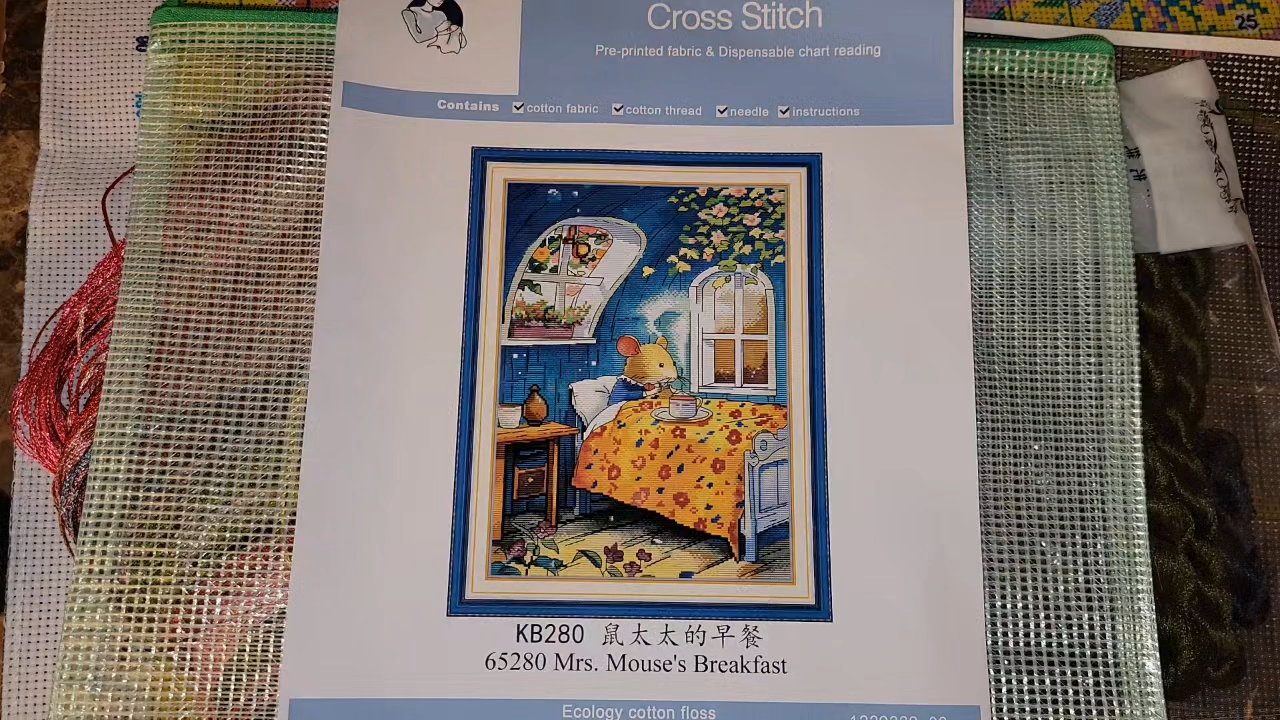 Cross Stitch
Pre-printed fabric & Dispensable chart reading
Contains cotton fabric cotton thread needle instructions
25
KB280 鼠太太的早餐
65280 Mrs. Mouse's Breakfast
Ecology cotton floss